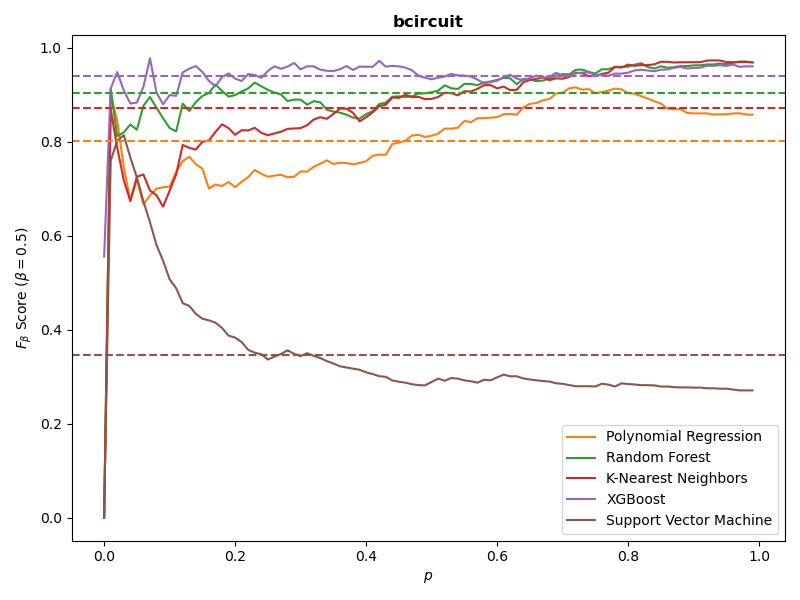 bcircuit
1.0
0.8
0.6
0.4
0.2
0.0
F_β Score (β = 0.5)
0.0 0.2 0.4 0.6 0.8 1.0
p
Polynomial Regression
Random Forest
K-Nearest Neighbors
XGBoost
Support Vector Machine